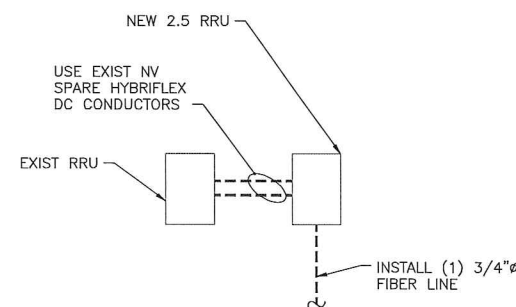 NEW 2.5 RRU
USE EXIST NV
SPARE HYBRIFLEX
DC CONDUCTORS
EXIST RRU
INSTALL (1) 3/4"ø
FIBER LINE